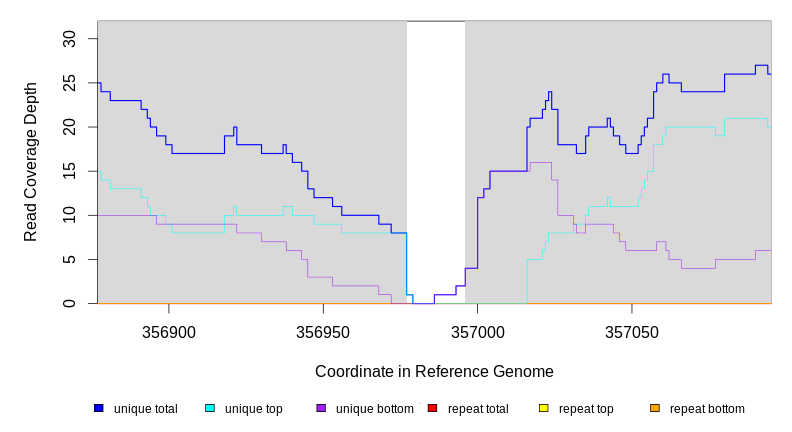 30
25
20
15
10
5
0
Read Coverage Depth
356900 356950 357000 357050
Coordinate in Reference Genome
unique total unique top unique bottom repeat total repeat top repeat bottom